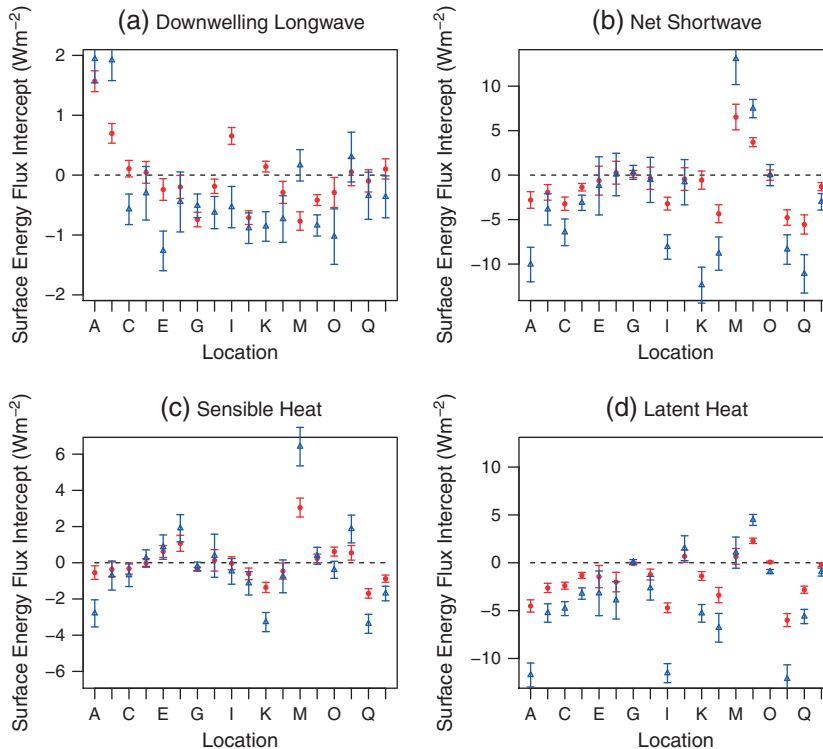 (a) Downwelling Longwave
Surface Energy Flux Intercept (Wm−2)
2
1
0
−1
−2
A C E G I K M O Q
Location
(b) Net Shortwave
Surface Energy Flux Intercept (Wm−2)
10
5
0
−5
−10
A C E G I K M O Q
Location
(c) Sensible Heat
Surface Energy Flux Intercept (Wm−2)
6
4
2
0
−2
−4
−6
A C E G I K M O Q
Location
(d) Latent Heat
Surface Energy Flux Intercept (Wm−2)
10
5
0
−5
−10
A C E G I K M O Q
Location